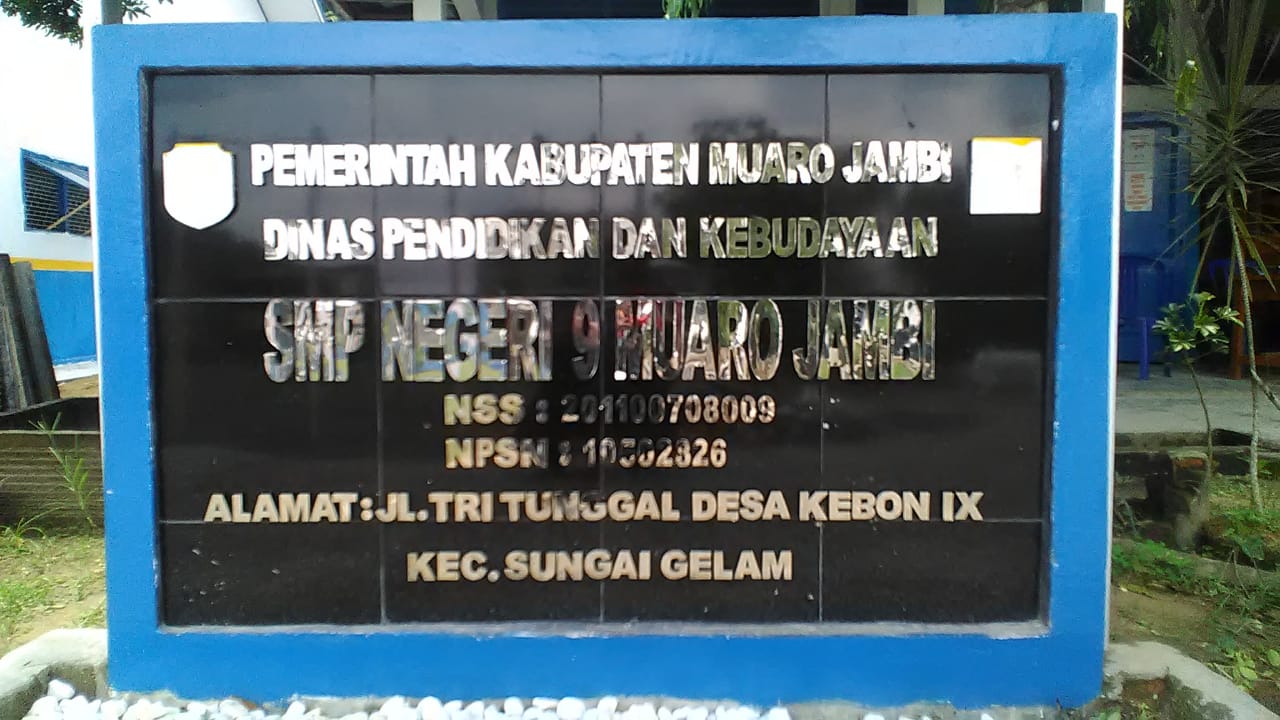 PEMERINTAH KABUPATEN MUARO JAMBI
DINAS PENDIDIKAN DAN KEBUDAYAAN
SMP NEGERI 9 MUARO JAMBI
NSS : 201100708009
NPSN : 10502826
ALAMAT:JL.TRI TUNGGAL DESA KEBON IX
KEC.SUNGAI GELAM